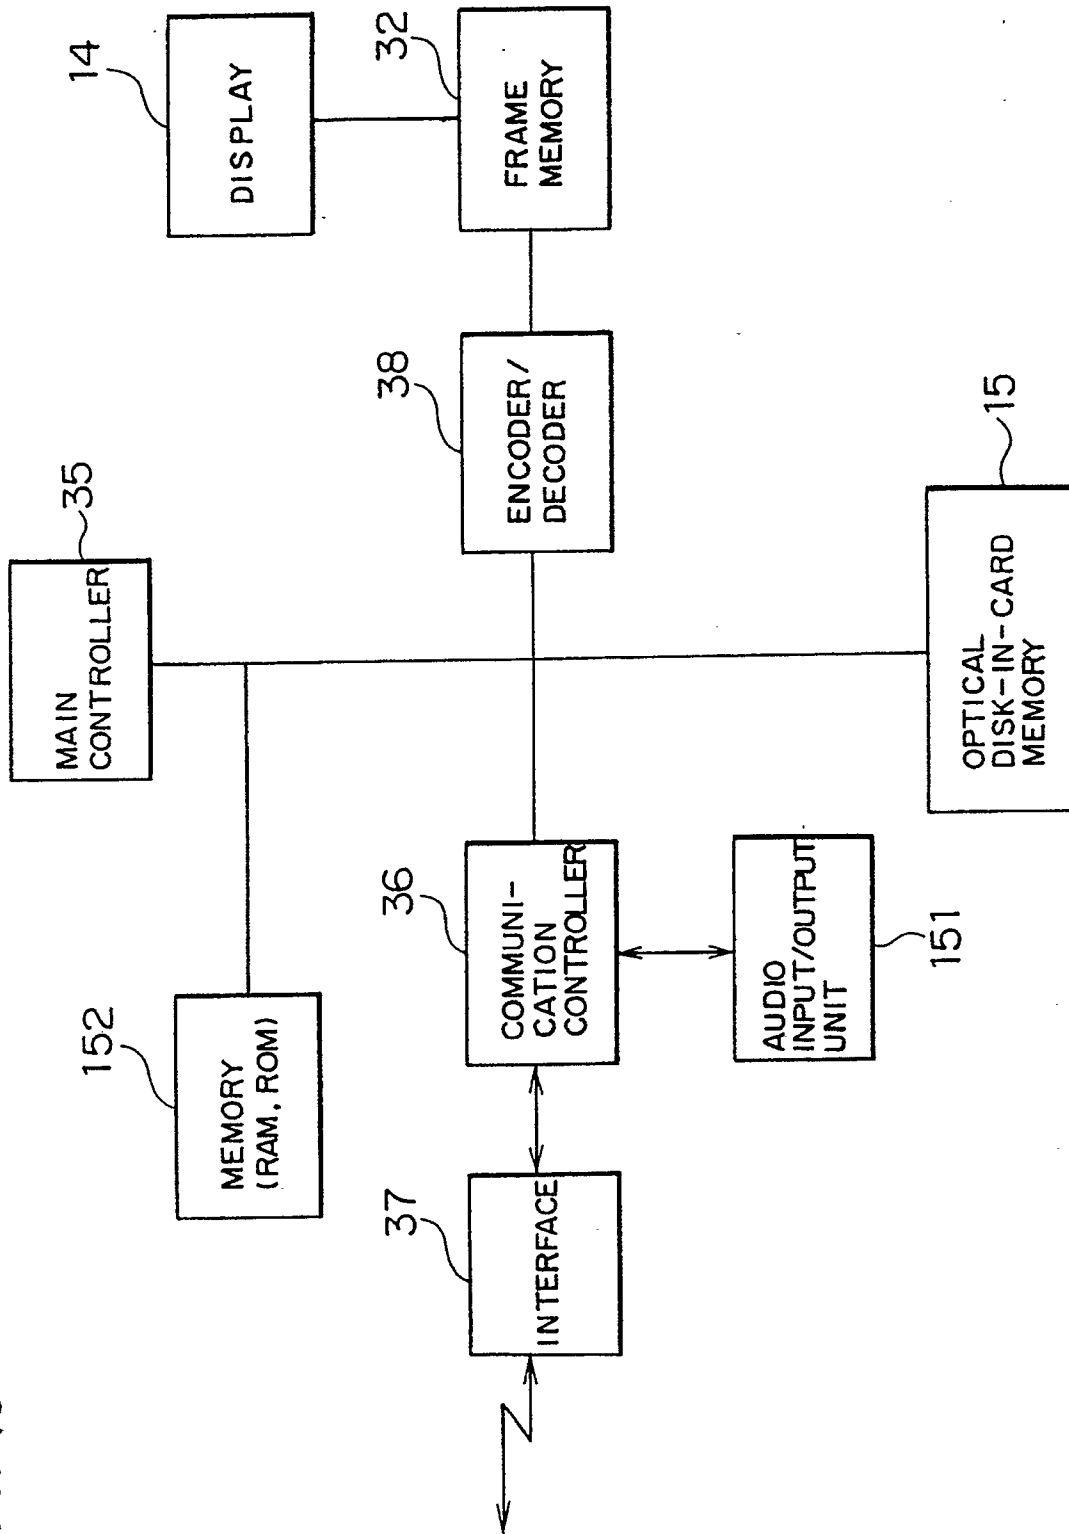 14
DISPLAY
32
FRAME
MEMORY
38
ENCODER/
DECODER
35
MAIN
CONTROLLER
15
OPTICAL
DISK-IN-CARD
MEMORY
36
COMMUNI-
CATION
CONTROLLER
151
AUDIO
INPUT/OUTPUT
UNIT
152
MEMORY
(RAM, ROM)
37
INTERFACE